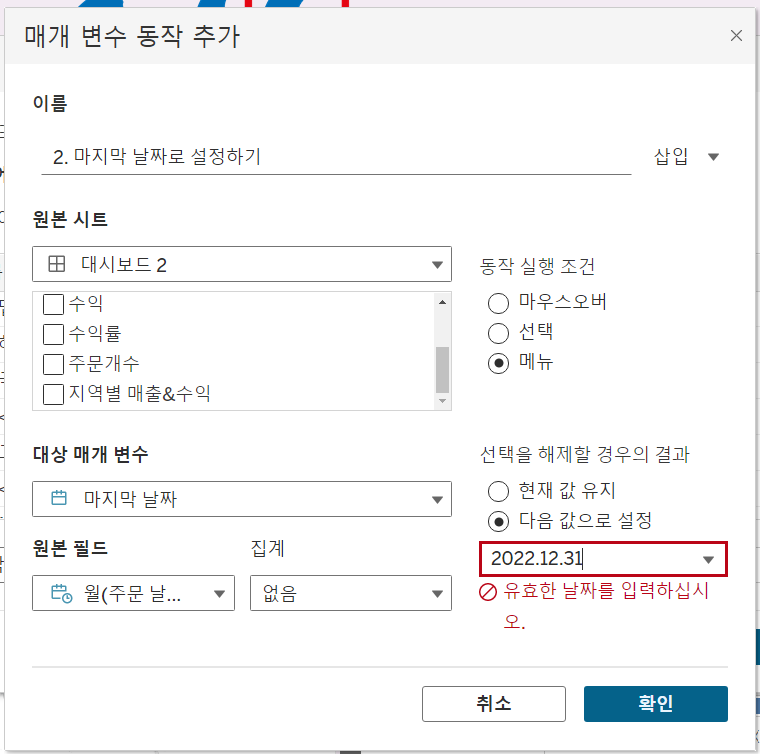 매개 변수 동작 추가
이름
2. 마지막 날짜로 설정하기
삽입
원본 시트
대시보드 2
수익
수익률
주문개수
지역별 매출&수익
동작 실행 조건
마우스오버
선택
메뉴
대상 매개 변수
마지막 날짜
선택을 해제할 경우의 결과
현재 값 유지
다음 값으로 설정
2022.12.31
유효한 날짜를 입력하십시
오.
원본 필드
집계
월(주문 날...
없음
취소
확인